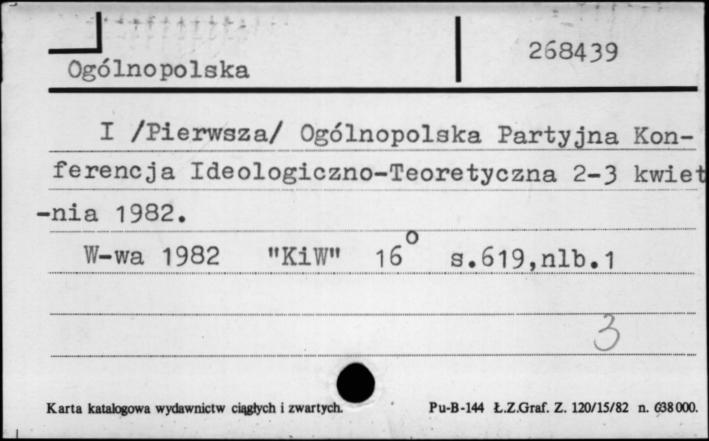 268439
Ogólnopolska
I /Pierwsza/ Ogólnopolska Partyjna Kon-
ferencja Ideologiczno-Teoretyczna 2-3 kwiet
-nia 1982.
W-wa 1982 "KiW" 16° s.619,nlb.1
3
Karta katalogowa wydawnictw ciągłych i zwartych. Pu-B-144 Ł.Z.Graf. Z. 120/15/82 n. 638000.